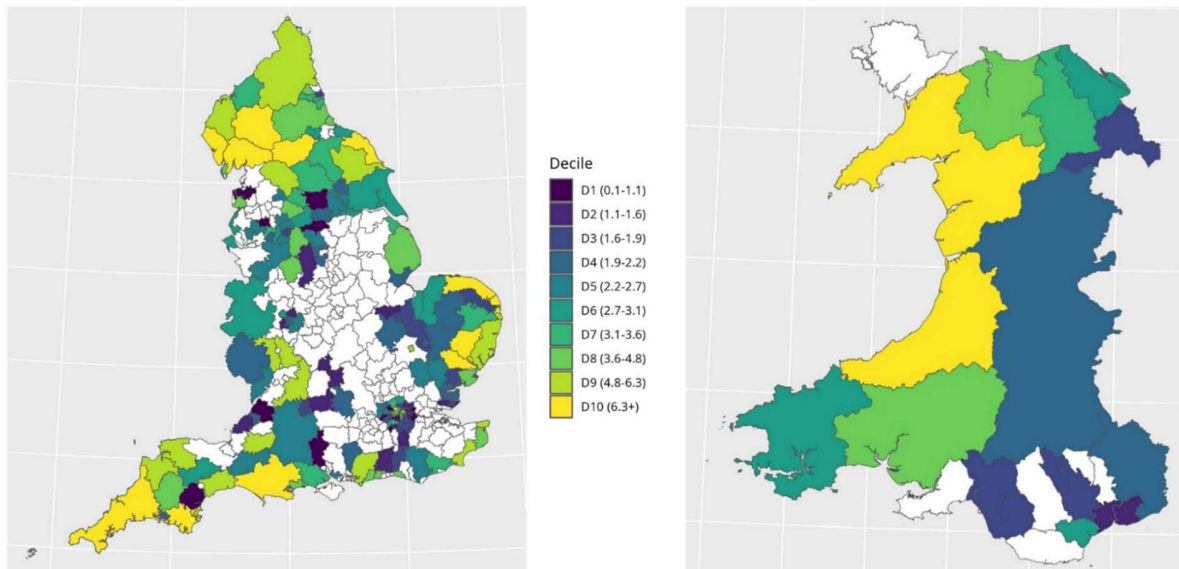 Decile
D1 (0.1-1.1)
D2 (1.1-1.6)
D3 (1.6-1.9)
D4 (1.9-2.2)
D5 (2.2-2.7)
D6 (2.7-3.1)
D7 (3.1-3.6)
D8 (3.6-4.8)
D9 (4.8-6.3)
D10 (6.3+)